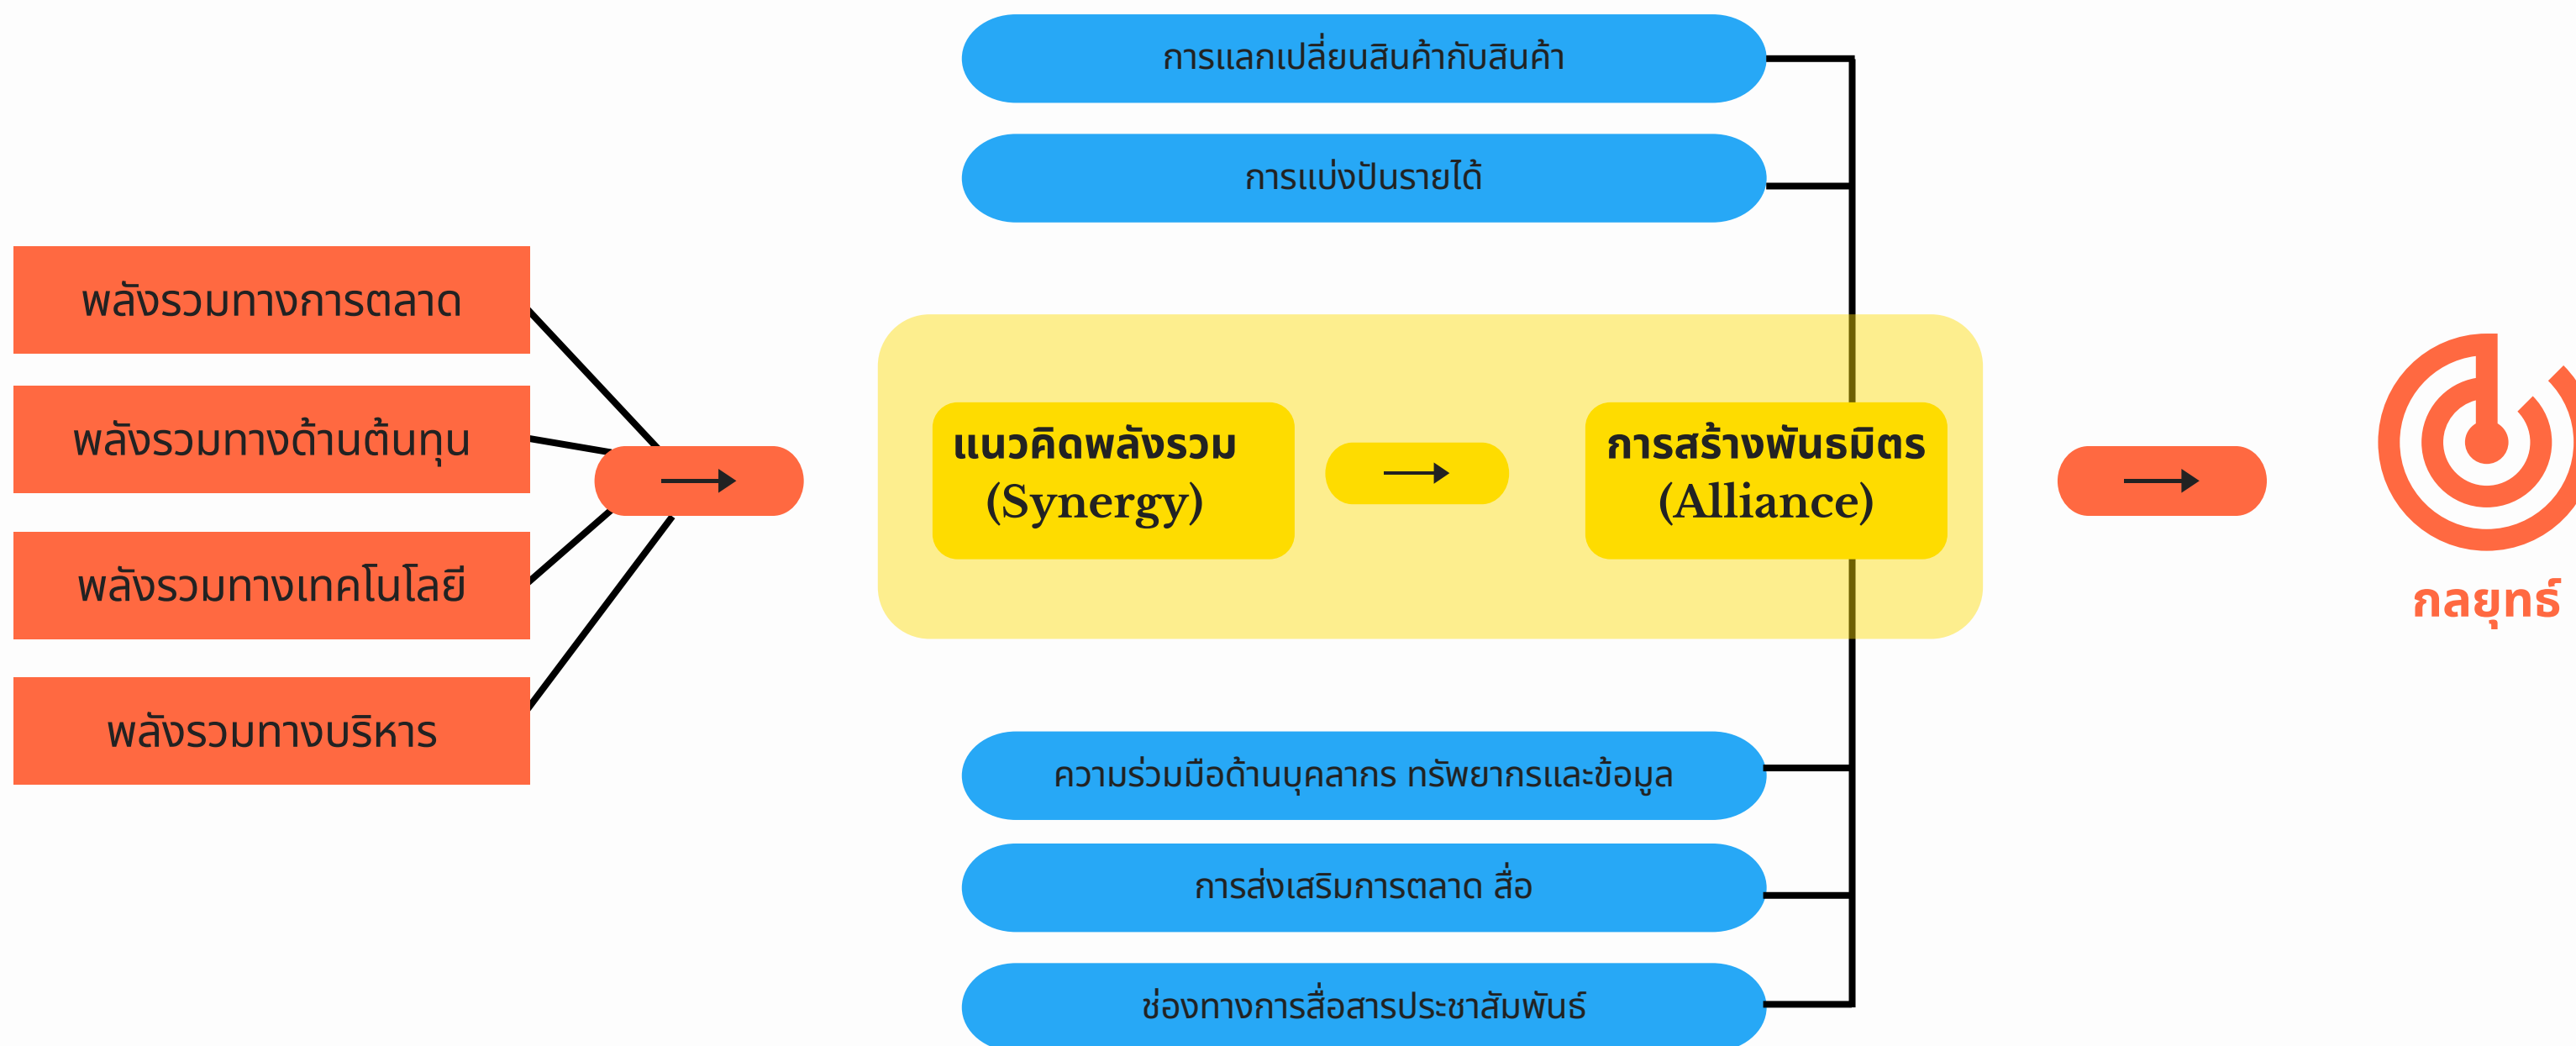 การแลกเปลี่ยนสินค้ากับสินค้า
การแบ่งปันรายได้
พลังรวมทางการตลาด
พลังรวมทางด้านต้นทุน
พลังรวมทางเทคโนโลยี
พลังรวมทางบริหาร
แนวคิดพลังรวม
(Synergy)
การสร้างพันธมิตร
(Alliance)
กลยุทธ์
ความร่วมมือด้านบุคลากร ทรัพยากรและข้อมูล
การส่งเสริมการตลาด สื่อ
ช่องทางการสื่อสารประชาสัมพันธ์